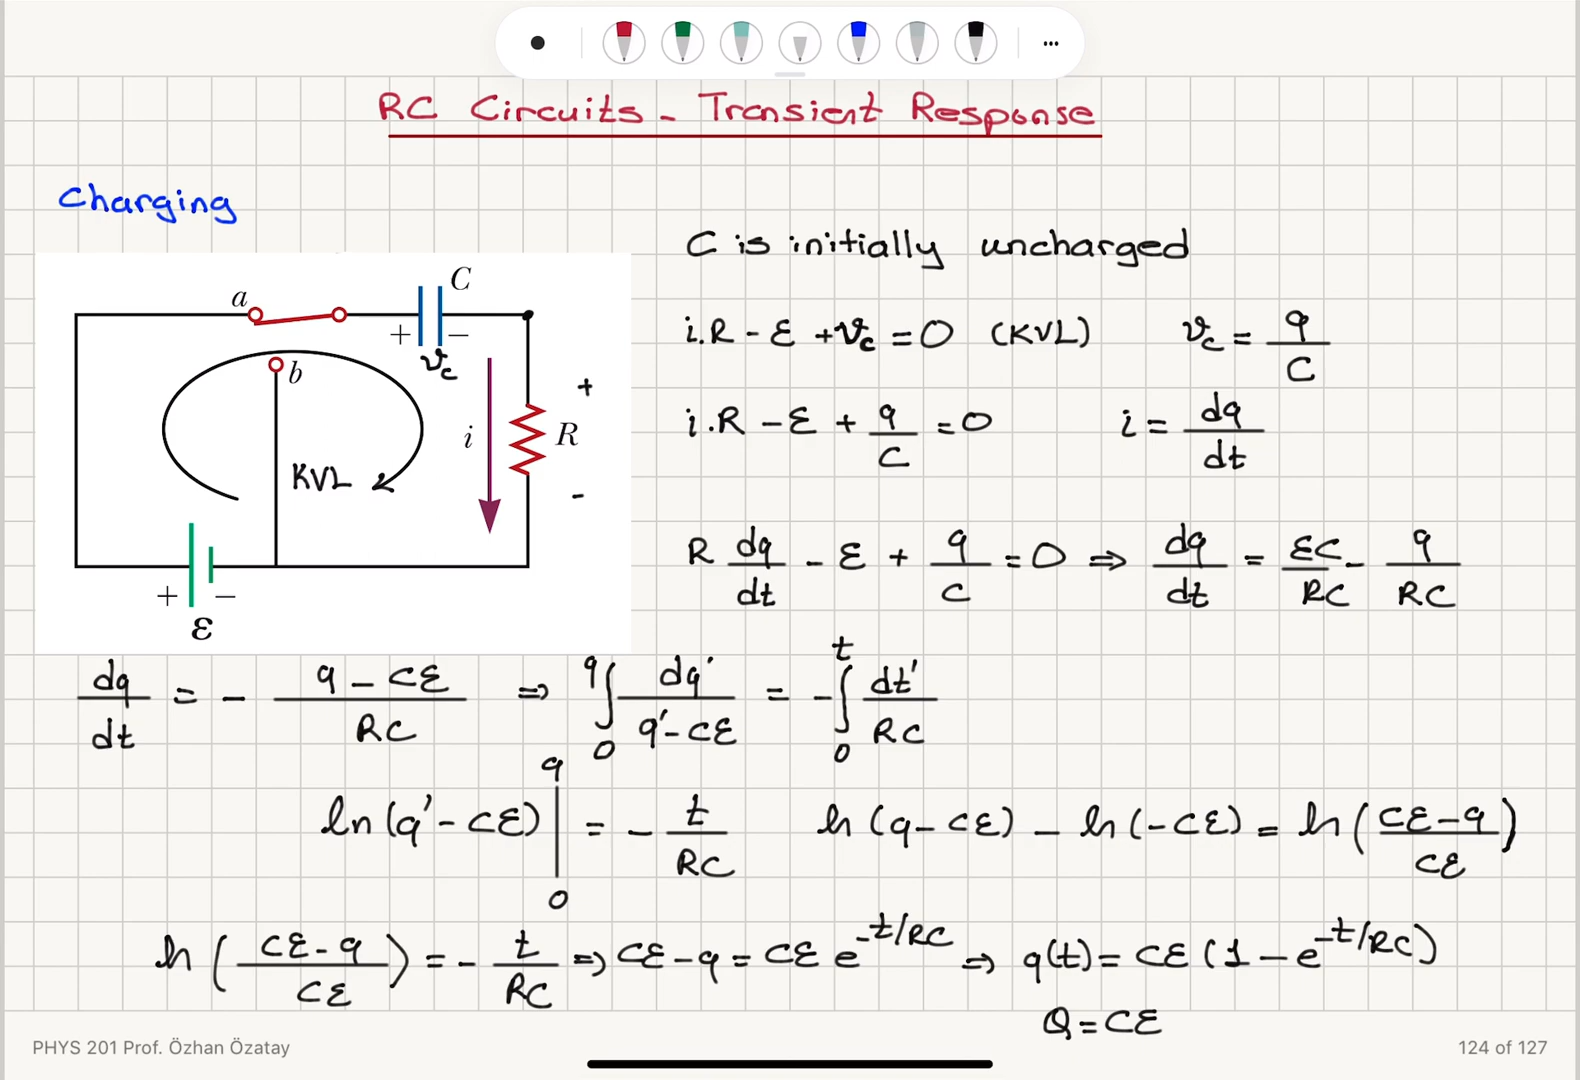 RC Circuits - Transient Response
Charging
C is initially uncharged
a
C
+ -
v_c
b
i.R - ε + v_c = 0 (KVL)   v_c = q/C
+
i
R
KVL
-
i.R - ε + q/C = 0   i = dq/dt
R dq/dt - ε + q/C = 0 ⇒ dq/dt = εC/RC - q/RC
+ -
ε
dq/dt = - (q - Cε)/RC ⇒ ∫₀^q dq'/(q' - Cε) = - ∫₀^t dt'/RC
ln(q' - Cε) |₀^q = - t/RC   ln(q - Cε) - ln(-Cε) = ln((Cε - q)/Cε)
ln((Cε - q)/Cε) = - t/RC ⇒ Cε - q = Cε e^(-t/RC) ⇒ q(t) = Cε(1 - e^(-t/RC))
Q = Cε
PHYS 201 Prof. Özhan Özatay
124 of 127